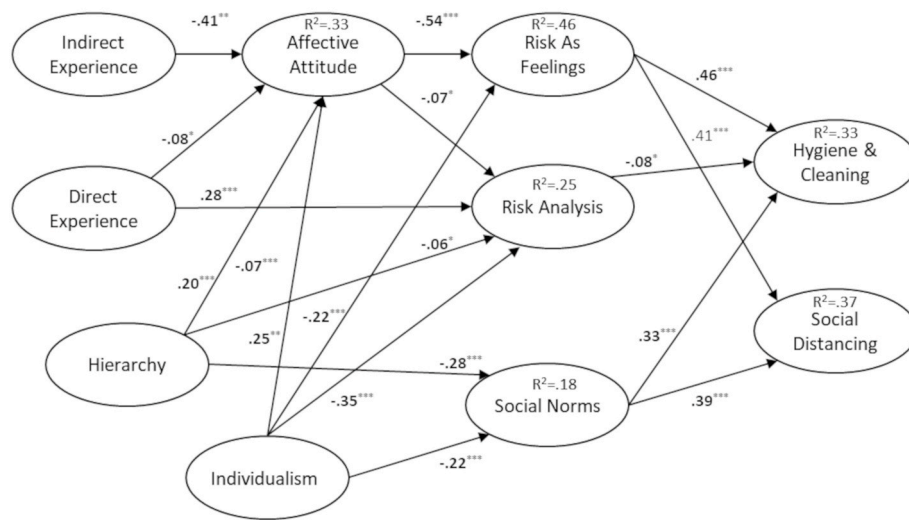 -.41**
R²=.33
-.54***
R²=.46
Indirect
Experience
Affective
Attitude
Risk As
Feelings
.46***
-.07*
.41***
-.08*
R²=.33
Hygiene &
Cleaning
-.08*
R²=.25
Risk Analysis
Direct
Experience
.28***
-.06*
.20***
-.07***
R²=.37
Social
Distancing
-.22***
.25**
.33***
Hierarchy
-.28***
R²=.18
Social Norms
-.35***
.39***
-.22***
Individualism